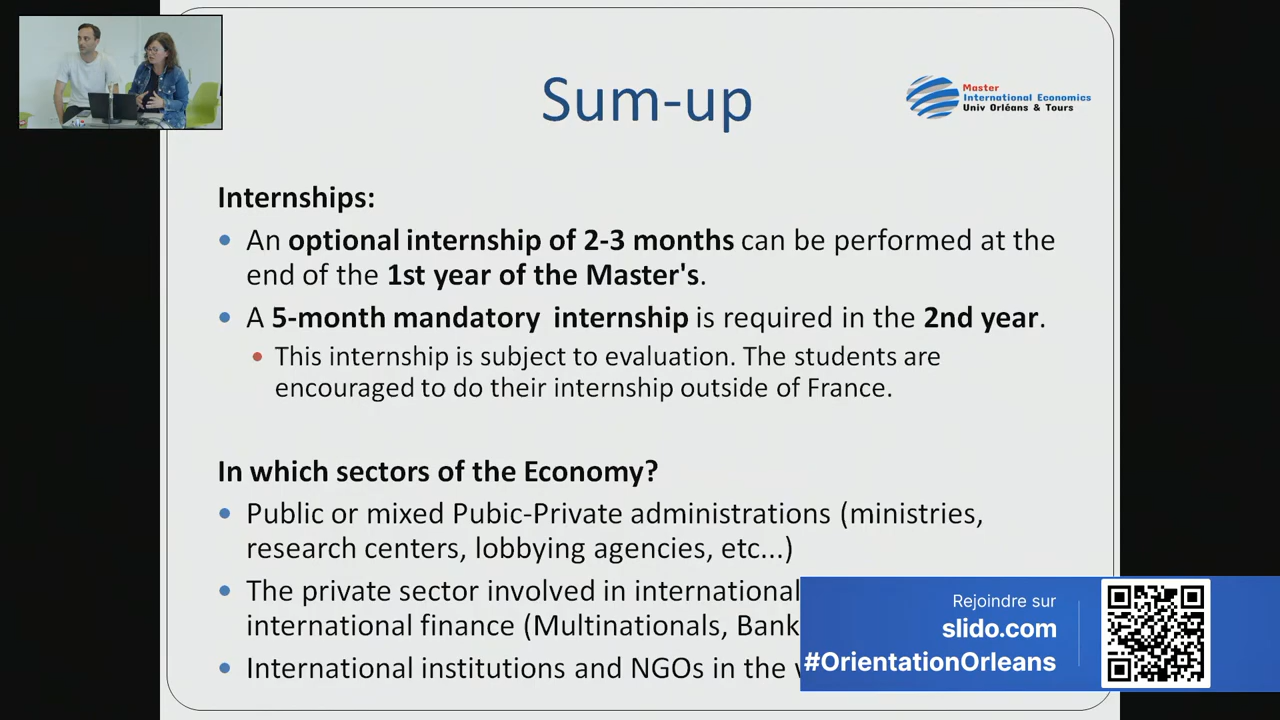 Sum-up
Master
International Economics
Univ Orléans & Tours
Internships:
An optional internship of 2-3 months can be performed at the
end of the 1st year of the Master's.
A 5-month mandatory internship is required in the 2nd year.
This internship is subject to evaluation. The students are
encouraged to do their internship outside of France.
In which sectors of the Economy?
Public or mixed Pubic-Private administrations (ministries,
research centers, lobbying agencies, etc...)
The private sector involved in international
international finance (Multinationals, Bank
International institutions and NGOs in the
Rejoindre sur
slido.com
#OrientationOrleans